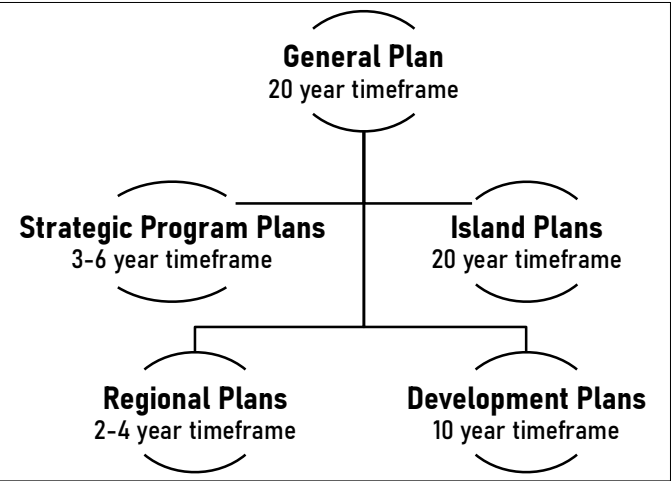 General Plan
20 year timeframe
Strategic Program Plans
3-6 year timeframe
Island Plans
20 year timeframe
Regional Plans
2-4 year timeframe
Development Plans
10 year timeframe